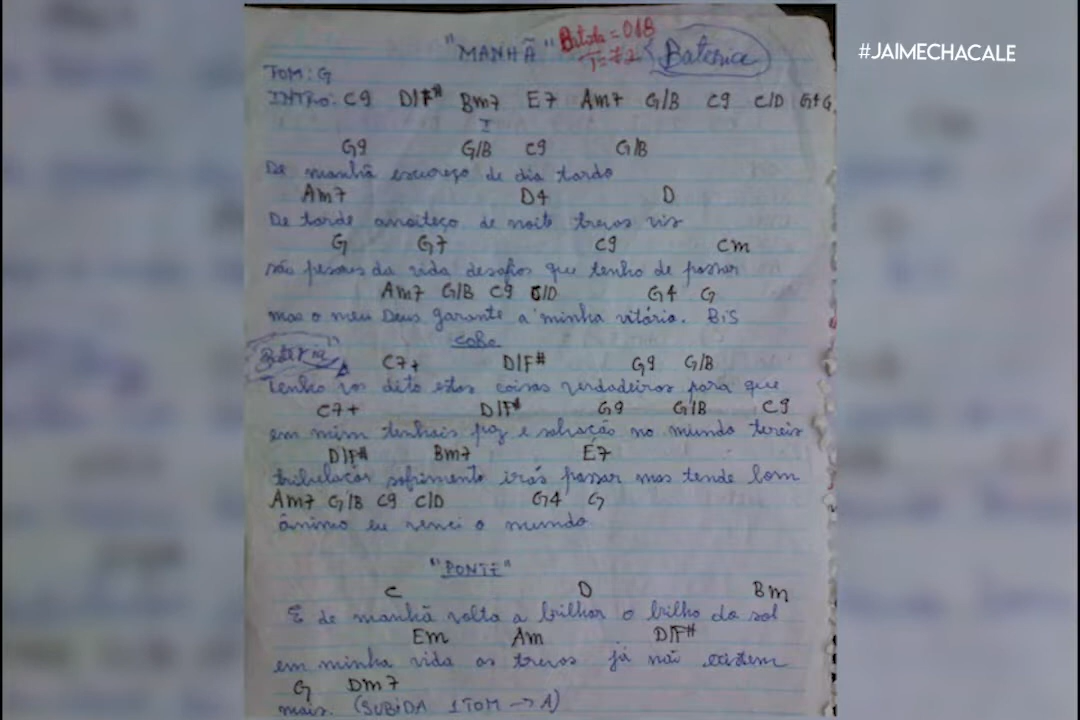 #JAIMECHACALE
"MANHÃ" Batida = 018
T= 72 Bateria
TOM: G
INTRO: C9 D/F# Bm7 E7 Am7 G/B C9 C/D G4 G
I
G9 G/B C9 G/B
De manhã escureço de dia tardo
Am7 D4 D
De tarde anoiteço de noite trevas vis
G G7 C9 Cm
são pesares da vida desafios que tenho de passar
Am7 G/B C9 C/D G4 G
mas o meu Deus garante a minha vitória. BIS
Bateria coro
C7+ D/F# G9 G/B
Tenho vos dito estas coisas verdadeiras para que
C7+ D/F# G9 G/B C9
em mim tenhais paz e salvação no mundo tereis
D/F# Bm7 E7
tribulação sofrimento irás passar mas tende bom
Am7 G/B C9 C/D G4 G
ânimo eu venci o mundo
"PONTE"
C D Bm
E de manhã volta a brilhar o brilho do sol
Em Am D/F#
em minha vida as trevas já não existem
G Dm7
mais. (SUBIDA 1 TOM → A)